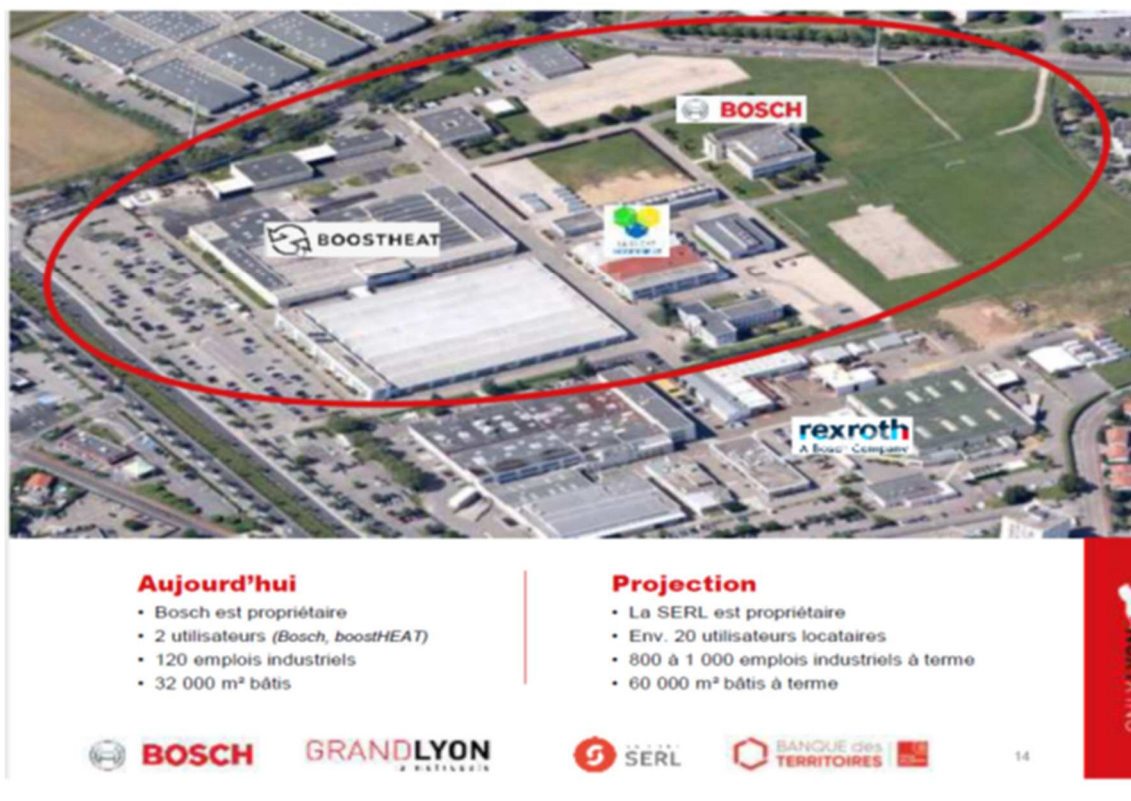 BOSCH
BOOSTHEAT
rexroth
A Bosch Company
Aujourd'hui
• Bosch est propriétaire
• 2 utilisateurs (Bosch, boostHEAT)
• 120 emplois industriels
• 32 000 m² bâtis
Projection
• La SERL est propriétaire
• Env. 20 utilisateurs locataires
• 800 à 1 000 emplois industriels à terme
• 60 000 m² bâtis à terme
BOSCH
GRANDLYON
SERL
BANQUE des
TERRITOIRES
14
ONLYLYON